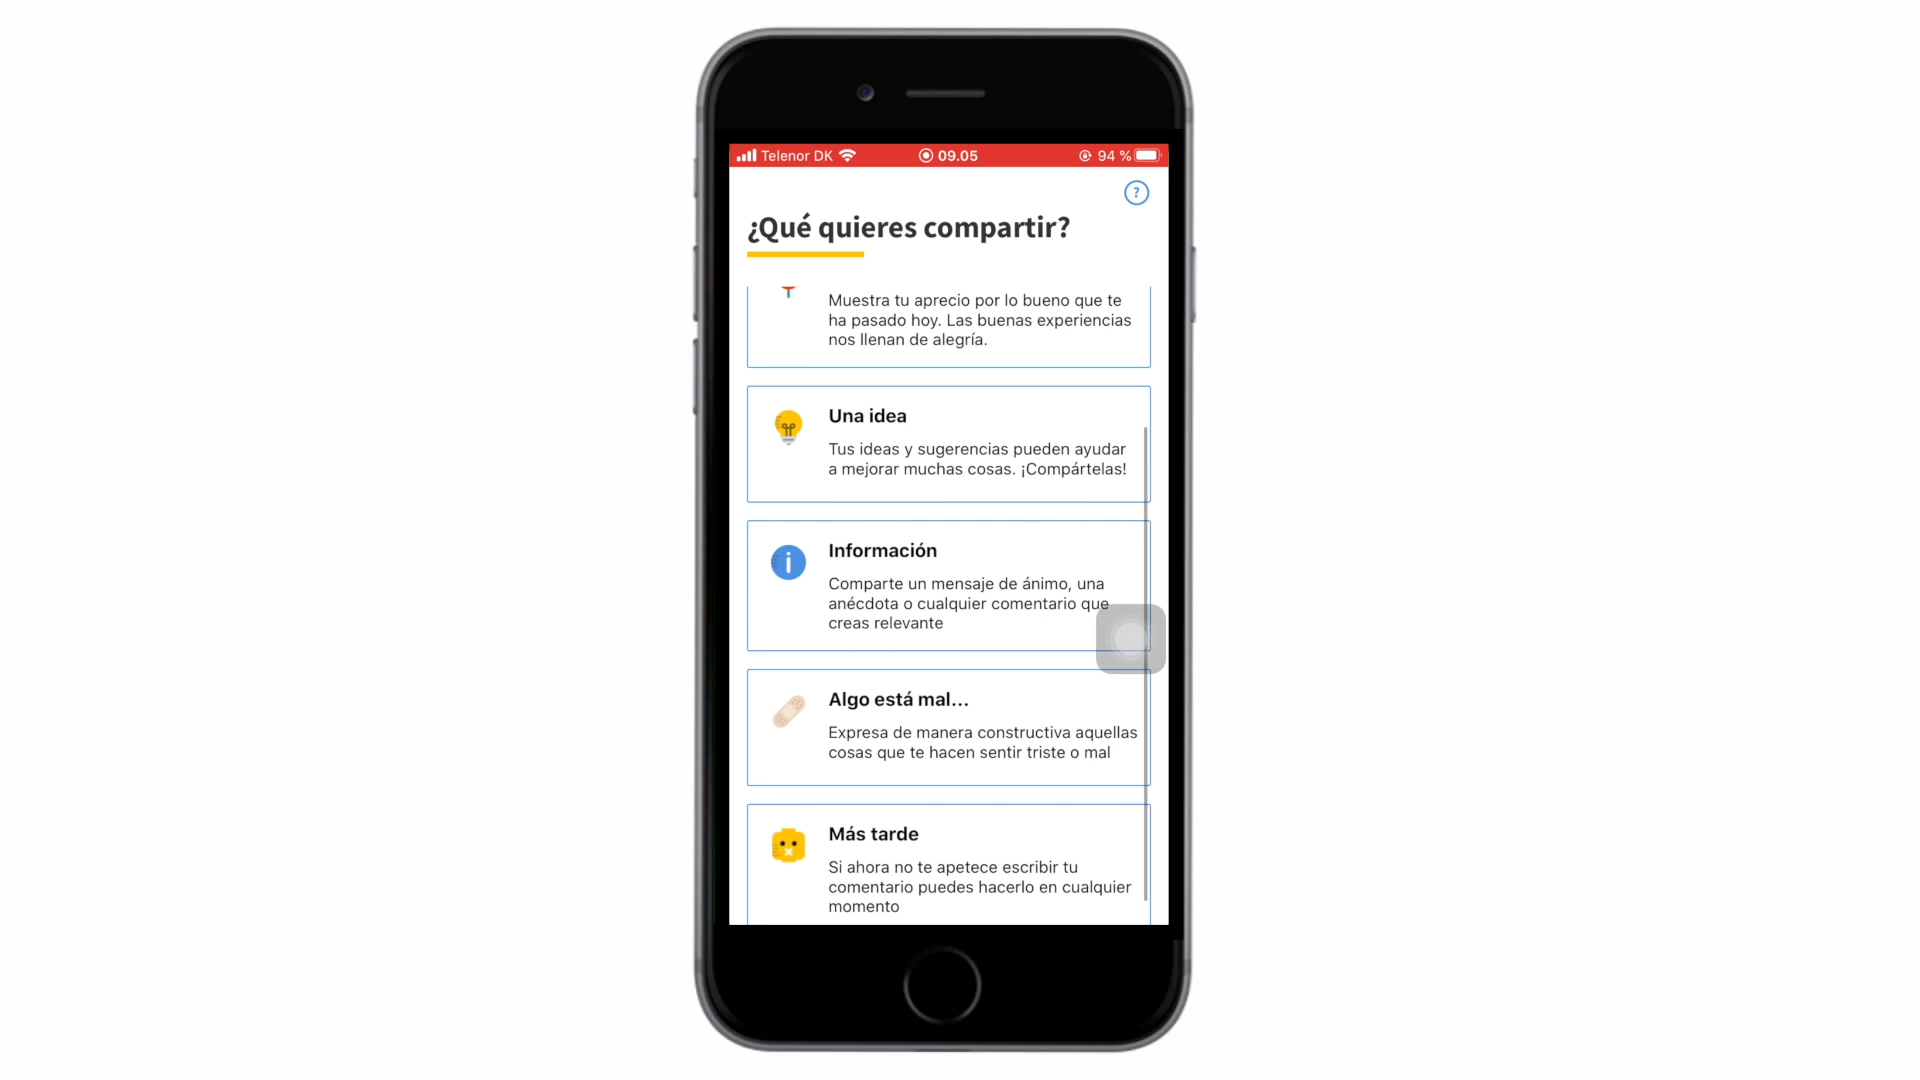 Telenor DK 09.05 94 %
?
¿Qué quieres compartir?
Muestra tu aprecio por lo bueno que te
ha pasado hoy. Las buenas experiencias
nos llenan de alegría.
Una idea
Tus ideas y sugerencias pueden ayudar
a mejorar muchas cosas. ¡Compártelas!
i
Información
Comparte un mensaje de ánimo, una
anécdota o cualquier comentario que
creas relevante
Algo está mal...
Expresa de manera constructiva aquellas
cosas que te hacen sentir triste o mal
Más tarde
Si ahora no te apetece escribir tu
comentario puedes hacerlo en cualquier
momento